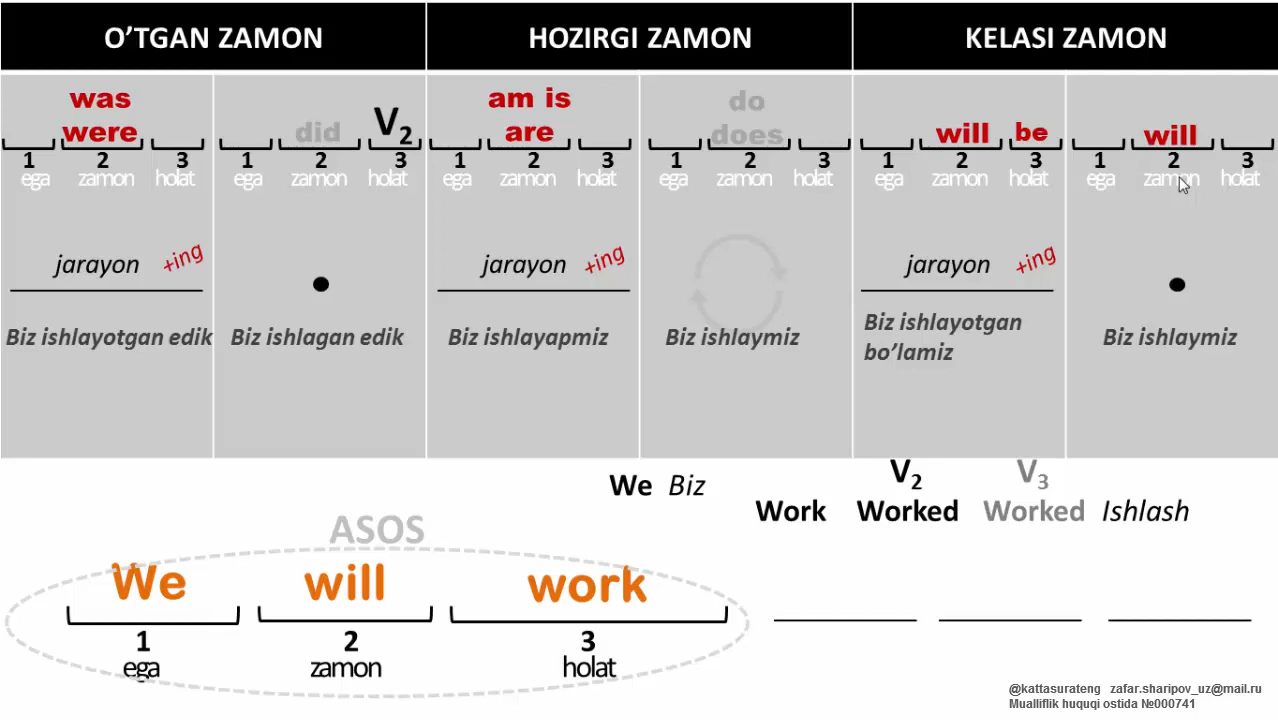 O'TGAN ZAMON
HOZIRGI ZAMON
KELASI ZAMON
was
were
1 2 3
ega zamon holat
did V2
1 2 3
ega zamon holat
am is
are
1 2 3
ega zamon holat
do
does
1 2 3
ega zamon holat
will be
1 2 3
ega zamon holat
will
1 2 3
ega zamon holat
jarayon +ing
Biz ishlayotgan edik
Biz ishlagan edik
jarayon +ing
Biz ishlayapmiz
Biz ishlaymiz
jarayon +ing
Biz ishlayotgan
bo'lamiz
Biz ishlaymiz
We Biz
V2 V3
Work Worked Worked Ishlash
ASOS
We will work
1 2 3
ega zamon holat
@kattasurateng zafar.sharipov_uz@mail.ru
Mualliflik huquqi ostida №000741